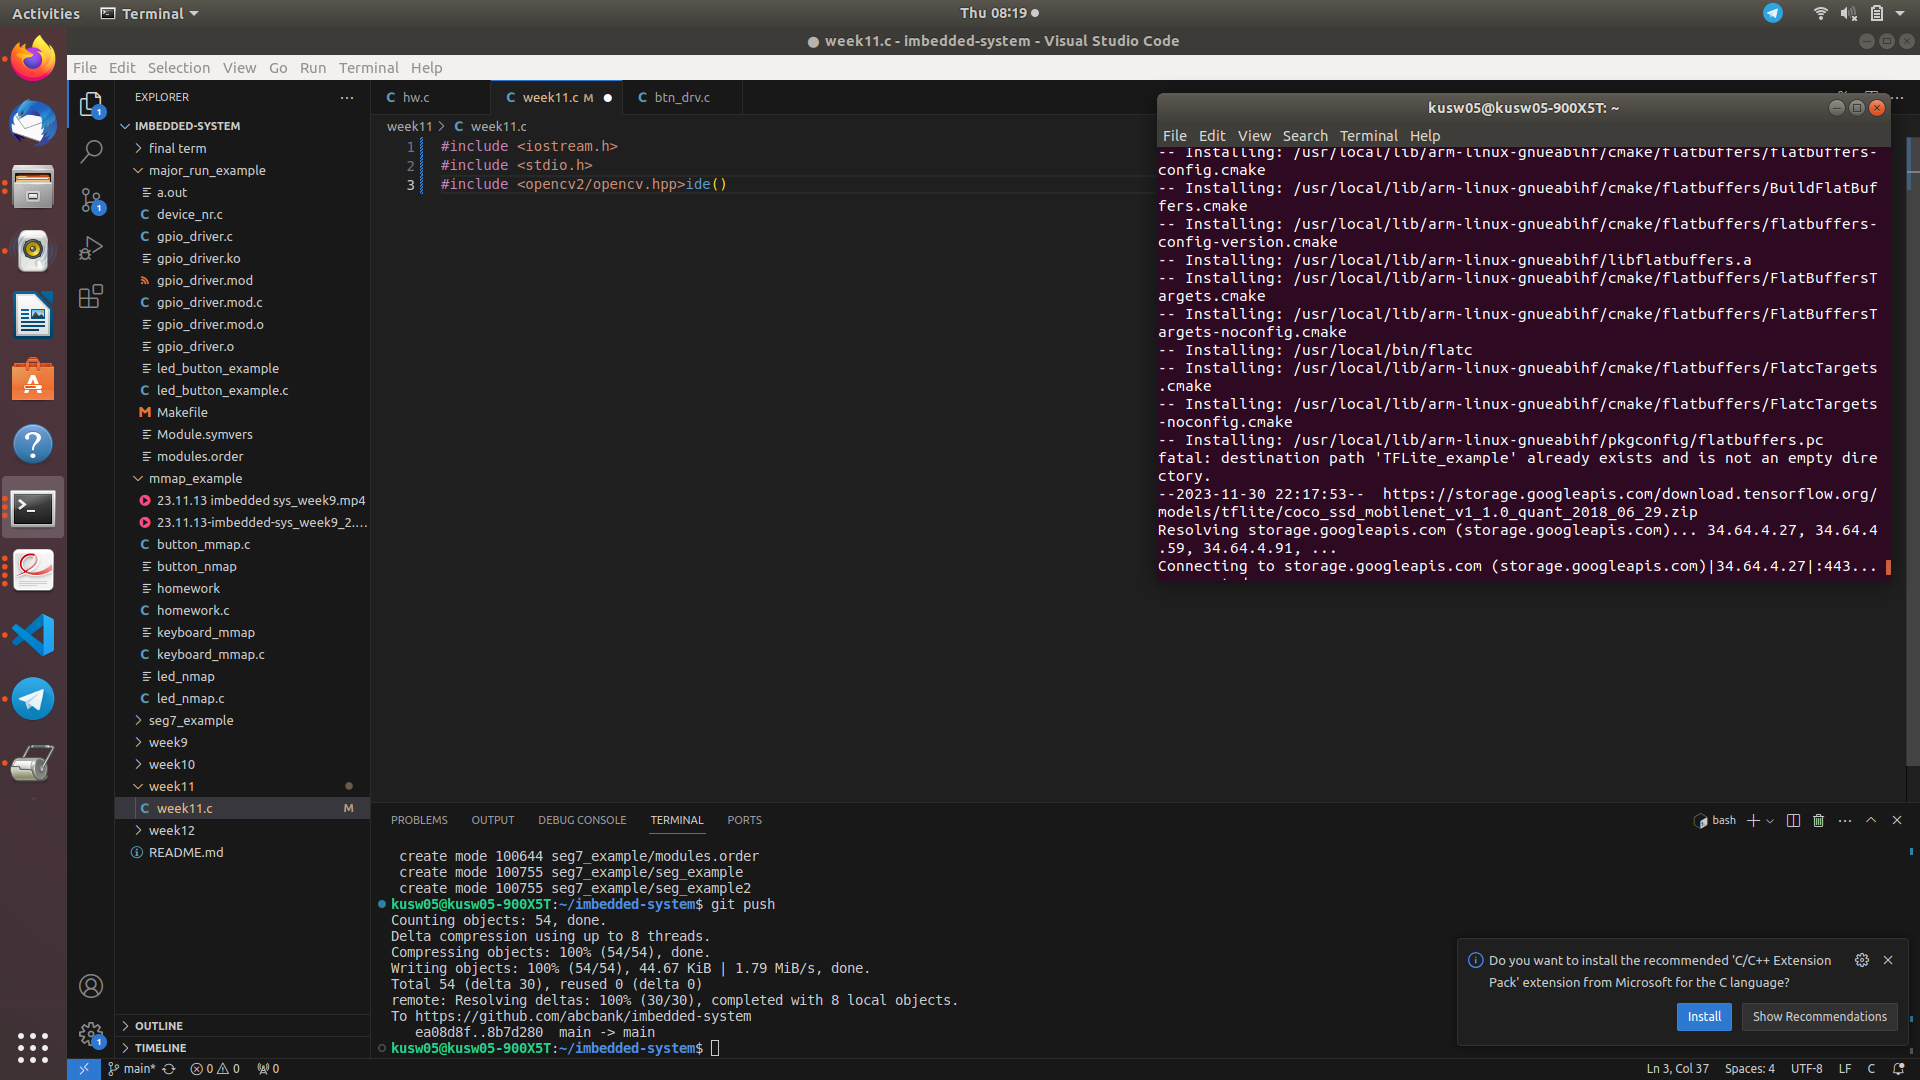 Activities
Terminal
Thu 08:19
week11.c - imbedded-system - Visual Studio Code
File Edit Selection View Go Run Terminal Help
EXPLORER
IMBEDDED-SYSTEM
final term
major_run_example
a.out
device_nr.c
gpio_driver.c
gpio_driver.ko
gpio_driver.mod
gpio_driver.mod.c
gpio_driver.mod.o
gpio_driver.o
led_button_example
led_button_example.c
Makefile
Module.symvers
modules.order
mmap_example
23.11.13 imbedded sys_week9.mp4
23.11.13-imbedded-sys_week9_2....
button_mmap.c
button_nmap
homework
homework.c
keyboard_mmap
keyboard_mmap.c
led_nmap
led_nmap.c
seg7_example
week9
week10
week11
week11.c M
week12
README.md
OUTLINE
TIMELINE
hw.c
week11.c M
btn_drv.c
week11 > C week11.c
1 #include <iostream.h>
2 #include <stdio.h>
3 #include <opencv2/opencv.hpp>ide()
kusw05@kusw05-900X5T: ~
File Edit View Search Terminal Help
-- Installing: /usr/local/lib/arm-linux-gnueabihf/cmake/flatbuffers/flatbuffers-
config.cmake
-- Installing: /usr/local/lib/arm-linux-gnueabihf/cmake/flatbuffers/BuildFlatBuf
fers.cmake
-- Installing: /usr/local/lib/arm-linux-gnueabihf/cmake/flatbuffers/flatbuffers-
config-version.cmake
-- Installing: /usr/local/lib/arm-linux-gnueabihf/libflatbuffers.a
-- Installing: /usr/local/lib/arm-linux-gnueabihf/cmake/flatbuffers/FlatBuffersT
argets.cmake
-- Installing: /usr/local/lib/arm-linux-gnueabihf/cmake/flatbuffers/FlatBuffersT
argets-noconfig.cmake
-- Installing: /usr/local/bin/flatc
-- Installing: /usr/local/lib/arm-linux-gnueabihf/cmake/flatbuffers/FlatcTargets
.cmake
-- Installing: /usr/local/lib/arm-linux-gnueabihf/cmake/flatbuffers/FlatcTargets
-noconfig.cmake
-- Installing: /usr/local/lib/arm-linux-gnueabihf/pkgconfig/flatbuffers.pc
fatal: destination path 'TFLite_example' already exists and is not an empty dire
ctory.
--2023-11-30 22:17:53-- https://storage.googleapis.com/download.tensorflow.org/
models/tflite/coco_ssd_mobilenet_v1_1.0_quant_2018_06_29.zip
Resolving storage.googleapis.com (storage.googleapis.com)... 34.64.4.27, 34.64.4
.59, 34.64.4.91, ...
Connecting to storage.googleapis.com (storage.googleapis.com)|34.64.4.27|:443...
PROBLEMS OUTPUT DEBUG CONSOLE TERMINAL PORTS
bash
create mode 100644 seg7_example/modules.order
create mode 100755 seg7_example/seg_example
create mode 100755 seg7_example/seg_example2
kusw05@kusw05-900X5T:~/imbedded-system$ git push
Counting objects: 54, done.
Delta compression using up to 8 threads.
Compressing objects: 100% (54/54), done.
Writing objects: 100% (54/54), 44.67 KiB | 1.79 MiB/s, done.
Total 54 (delta 30), reused 0 (delta 0)
remote: Resolving deltas: 100% (30/30), completed with 8 local objects.
To https://github.com/abcbank/imbedded-system
ea08d8f..8b7d280 main -> main
kusw05@kusw05-900X5T:~/imbedded-system$
Do you want to install the recommended 'C/C++ Extension
Pack' extension from Microsoft for the C language?
Install
Show Recommendations
main* 0 0 0
Ln 3, Col 37 Spaces: 4 UTF-8 LF C